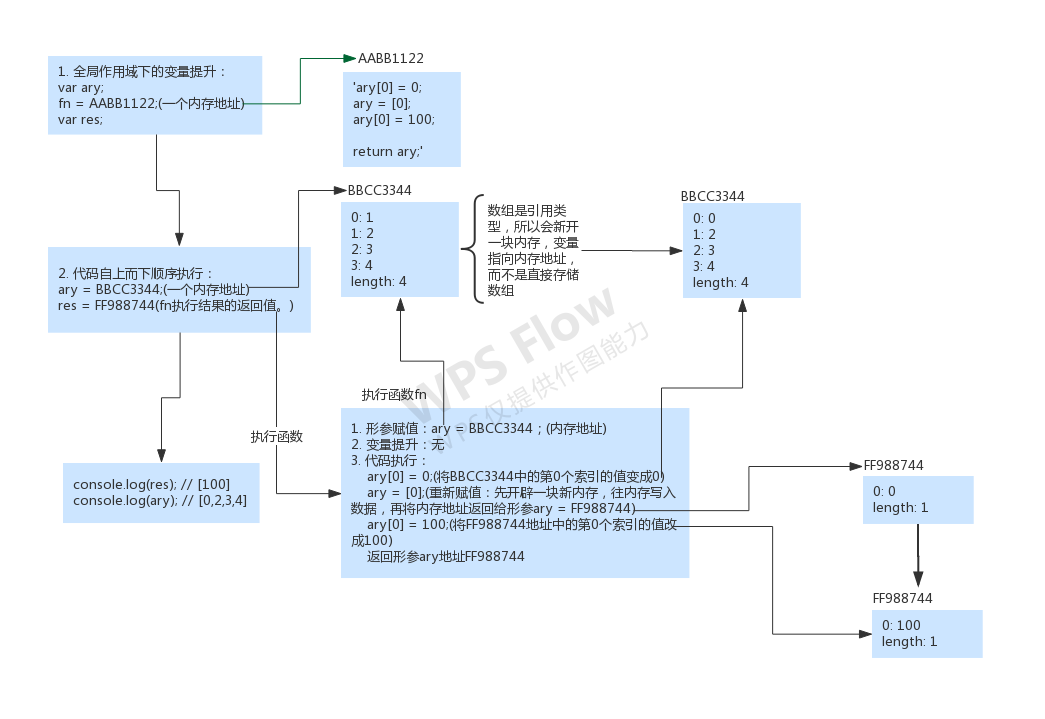 1. 全局作用域下的变量提升：
var ary;
fn = AABB1122;(一个内存地址)
var res;
AABB1122
'ary[0] = 0;
ary = [0];
ary[0] = 100;
return ary;'
2. 代码自上而下顺序执行：
ary = BBCC3344;(一个内存地址)
res = FF988744(fn执行结果的返回值。)
BBCC3344
0: 1
1: 2
2: 3
3: 4
length: 4
数组是引用类
型，所以会新开
一块内存，变量
指向内存地址，
而不是直接存储
数组
BBCC3344
0: 0
1: 2
2: 3
3: 4
length: 4
WPS Flow
WPS仅提供作图能力
执行函数fn
执行函数
1. 形参赋值：ary = BBCC3344；(内存地址)
2. 变量提升：无
3. 代码执行：
ary[0] = 0;(将BBCC3344中的第0个索引的值变成0)
ary = [0];(重新赋值：先开辟一块新内存，往内存写入
数据，再将内存地址返回给形参ary = FF988744)
ary[0] = 100;(将FF988744地址中的第0个索引的值改
成100)
返回形参ary地址FF988744
console.log(res); // [100]
console.log(ary); // [0,2,3,4]
FF988744
0: 0
length: 1
FF988744
0: 100
length: 1